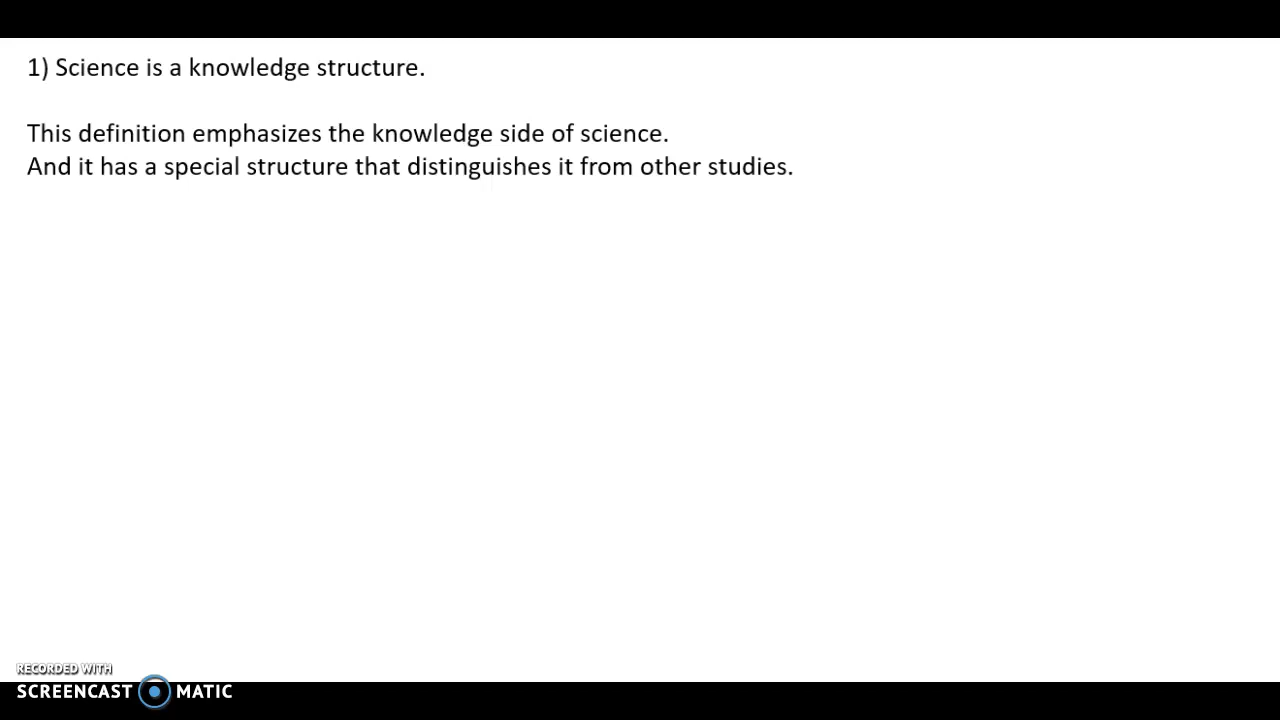 1) Science is a knowledge structure.
This definition emphasizes the knowledge side of science.
And it has a special structure that distinguishes it from other studies.
RECORDED WITH
SCREENCAST MATIC